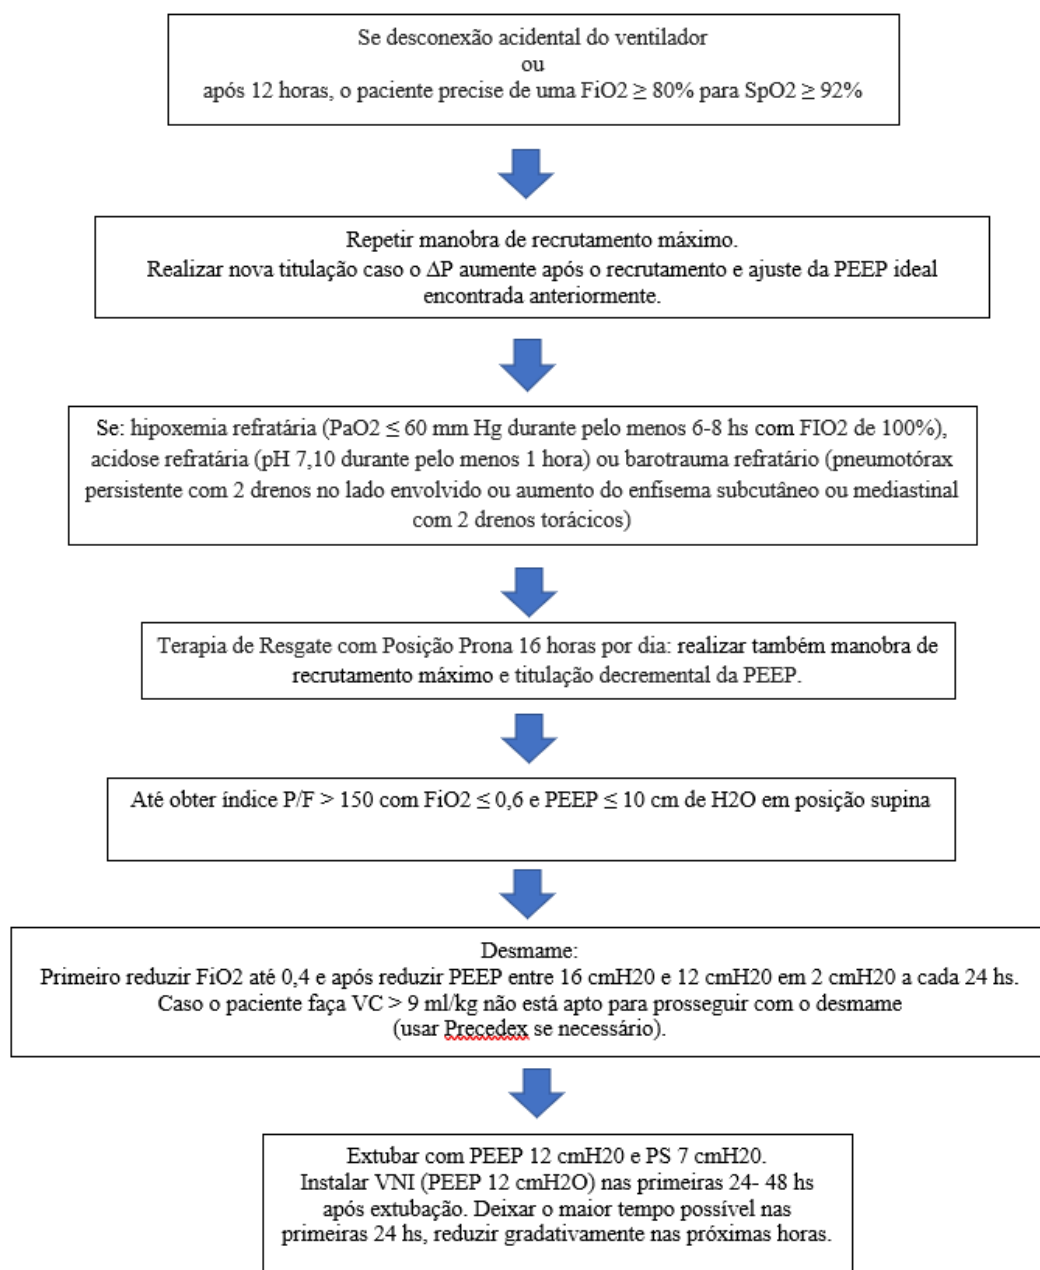 Se desconexão acidental do ventilador
ou
após 12 horas, o paciente precise de uma FiO2 ≥ 80% para SpO2 ≥ 92%
Repetir manobra de recrutamento máximo.
Realizar nova titulação caso o ΔP aumente após o recrutamento e ajuste da PEEP ideal
encontrada anteriormente.
Se: hipoxemia refratária (PaO2 ≤ 60 mm Hg durante pelo menos 6-8 hs com FIO2 de 100%),
acidose refratária (pH 7,10 durante pelo menos 1 hora) ou barotrauma refratário (pneumotórax
persistente com 2 drenos no lado envolvido ou aumento do enfisema subcutâneo ou mediastinal
com 2 drenos torácicos)
Terapia de Resgate com Posição Prona 16 horas por dia: realizar também manobra de
recrutamento máximo e titulação decremental da PEEP.
Até obter índice P/F > 150 com FiO2 ≤ 0,6 e PEEP ≤ 10 cm de H2O em posição supina
Desmame:
Primeiro reduzir FiO2 até 0,4 e após reduzir PEEP entre 16 cmH20 e 12 cmH20 em 2 cmH20 a cada 24 hs.
Caso o paciente faça VC > 9 ml/kg não está apto para prosseguir com o desmame
(usar Precedex se necessário).
Extubar com PEEP 12 cmH20 e PS 7 cmH20.
Instalar VNI (PEEP 12 cmH2O) nas primeiras 24- 48 hs
após extubação. Deixar o maior tempo possível nas
primeiras 24 hs, reduzir gradativamente nas próximas horas.